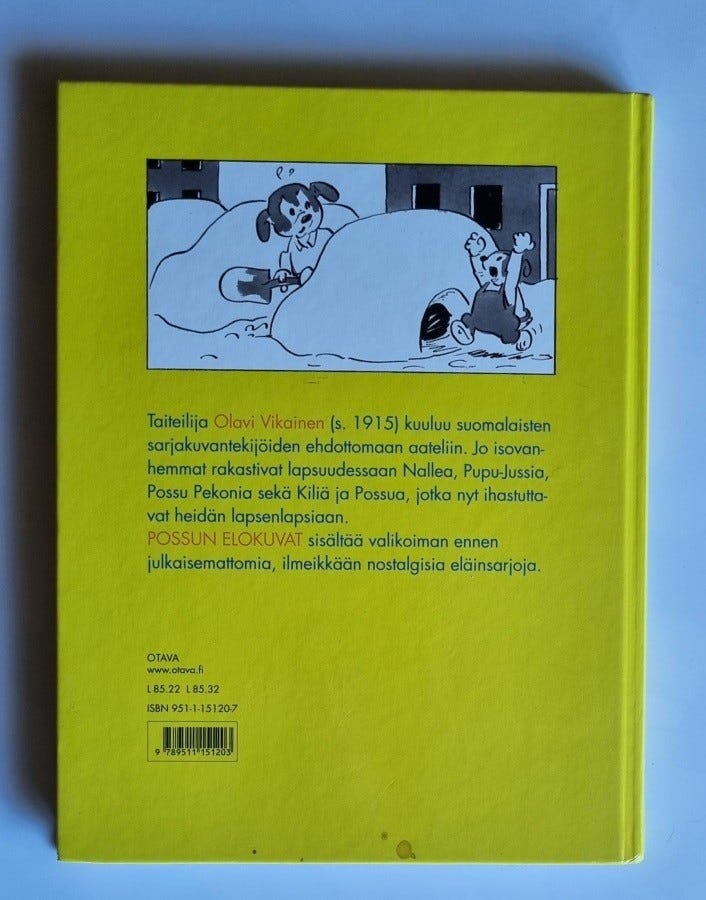 Taiteilija Olavi Vikainen (s. 1915) kuuluu suomalaisten
sarjakuvantekijöiden ehdottomaan aateliin. Jo isovan-
hemmat rakastivat lapsuudessaan Nallea, Pupu-Jussia,
Possu Pekonia sekä Kiliä ja Possua, jotka nyt ihastutta-
vat heidän lapsenlapsiaan.
POSSUN ELOKUVAT sisältää valikoiman ennen
julkaisemattomia, ilmeikkään nostalgisia eläinsarjoja.
OTAVA
www.otava.fi
L 85.22 L 85.32
ISBN 951-1-15120-7
9 789511 151203